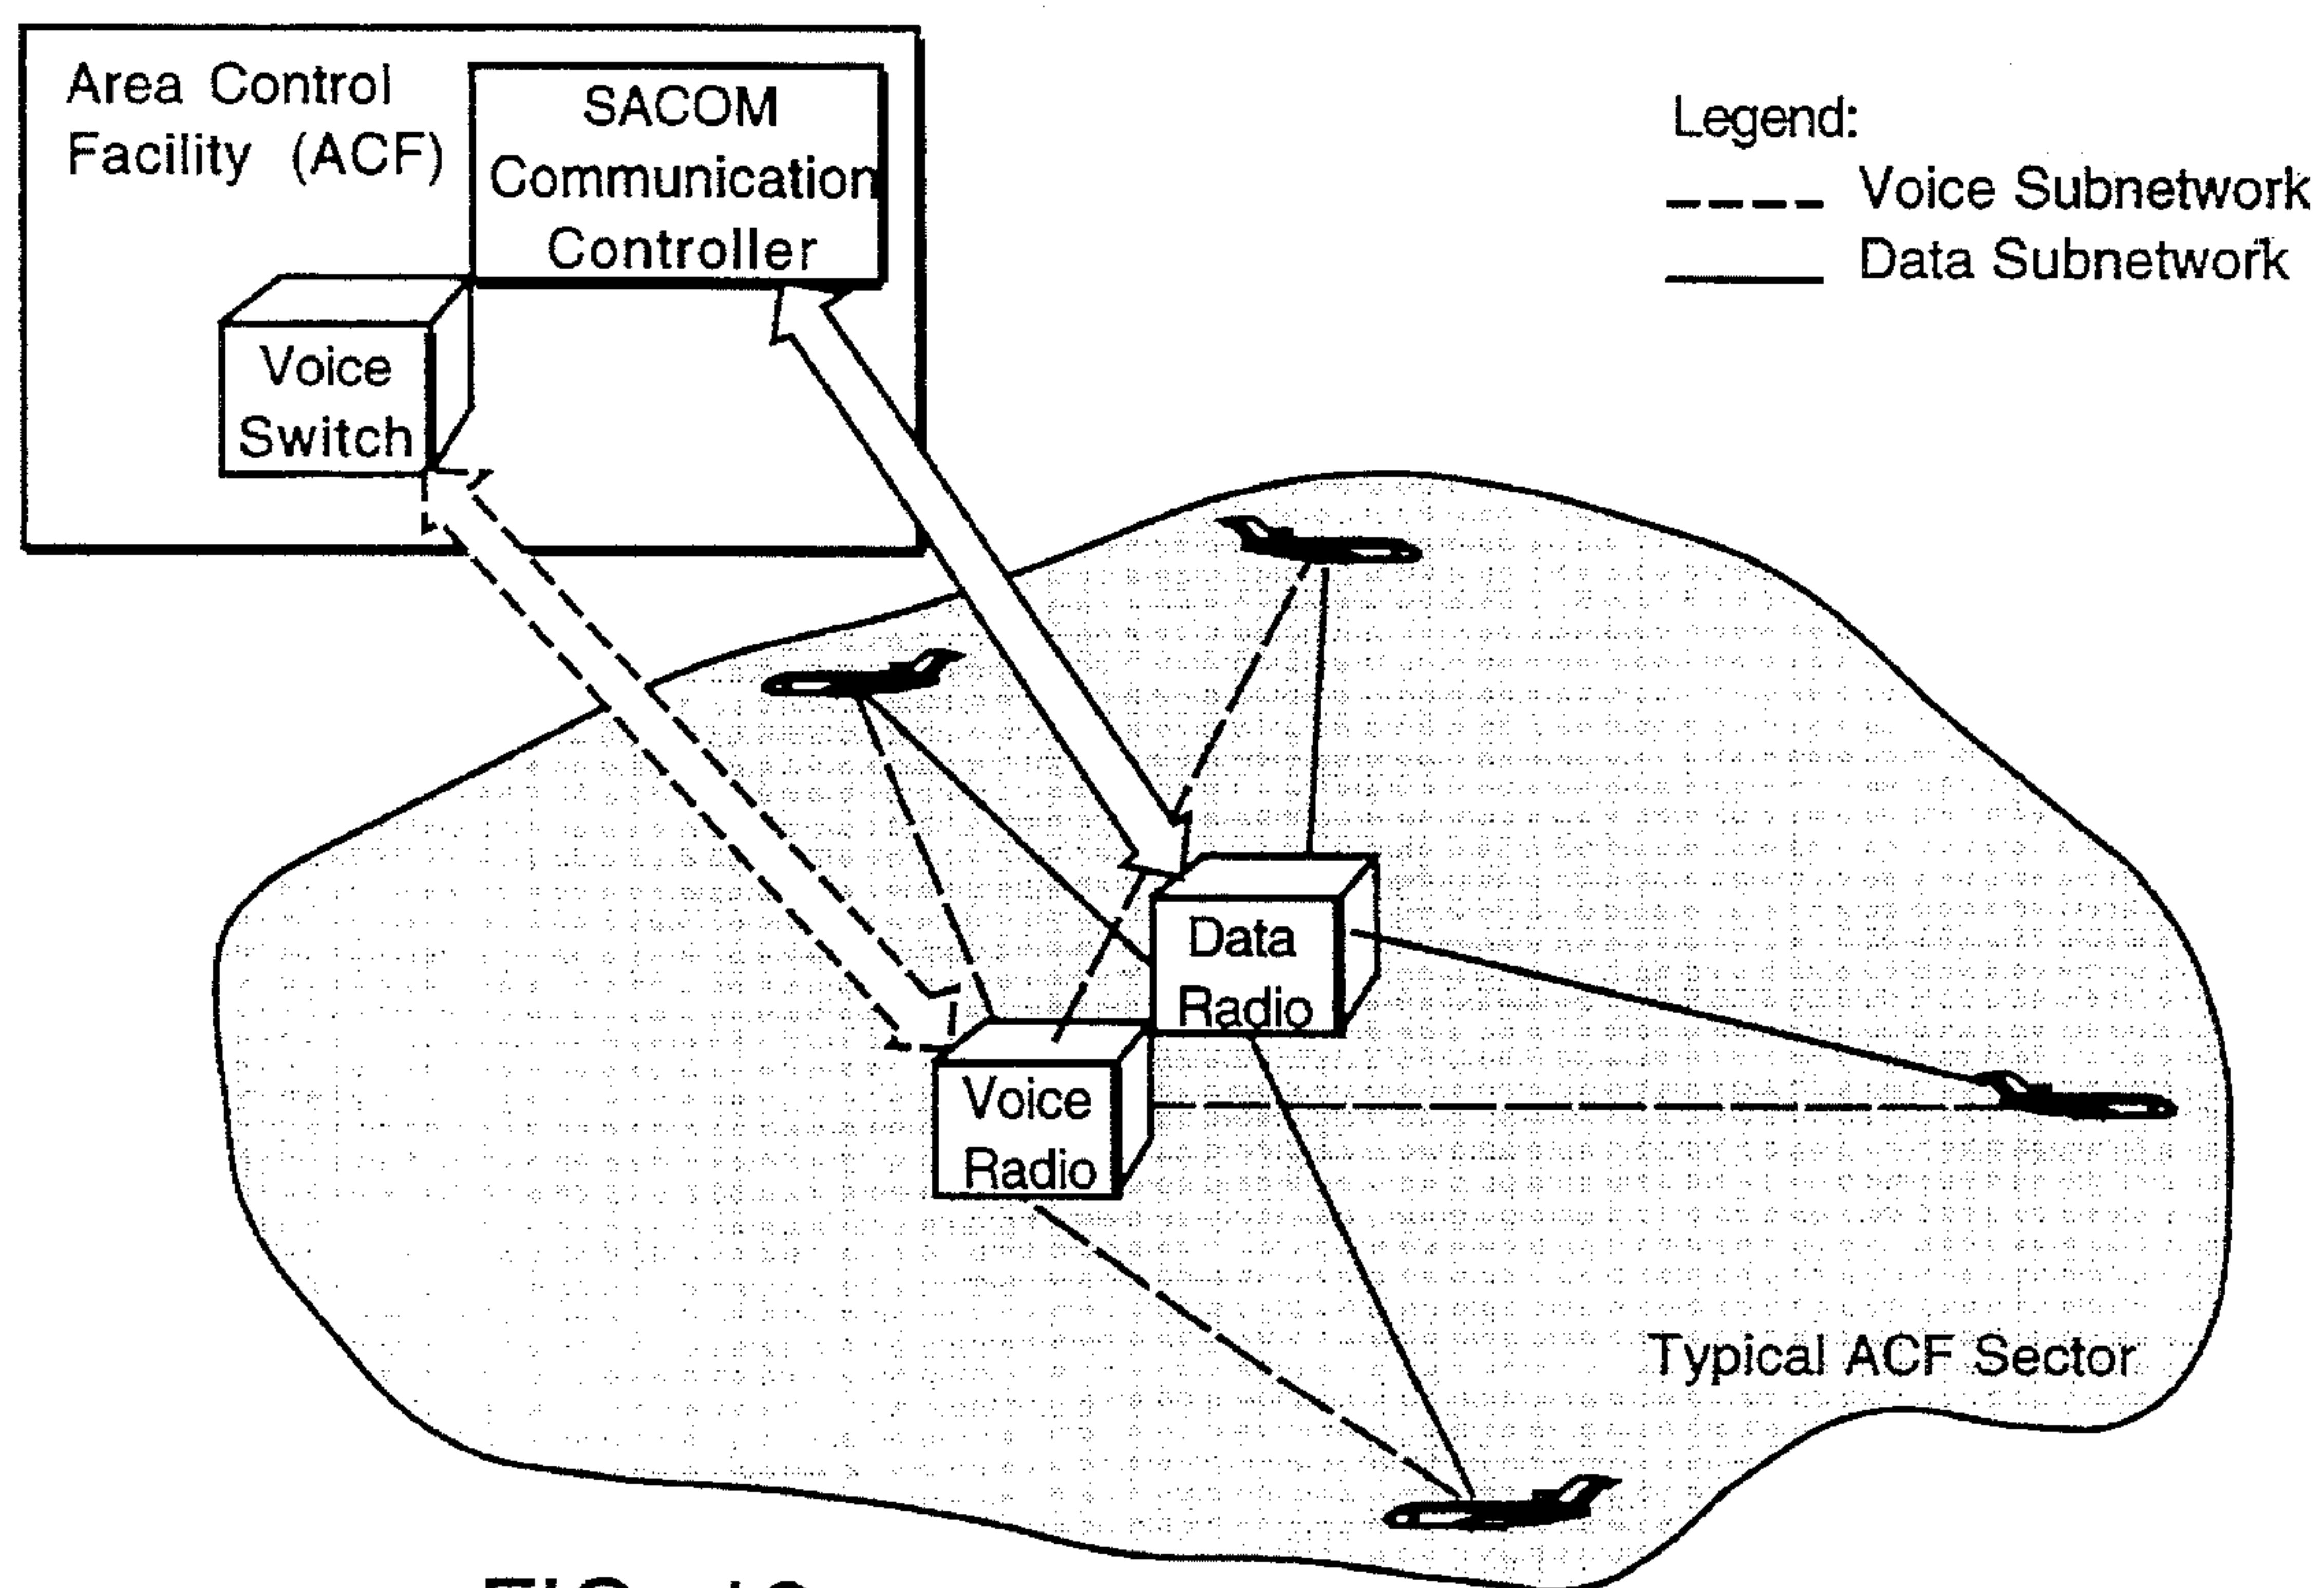 Area Control
Facility (ACF)
SACOM
Communication
Controller
Legend:
Voice Subnetwork
Data Subnetwork
Voice
Switch
Data
Radio
Voice
Radio
Typical ACF Sector